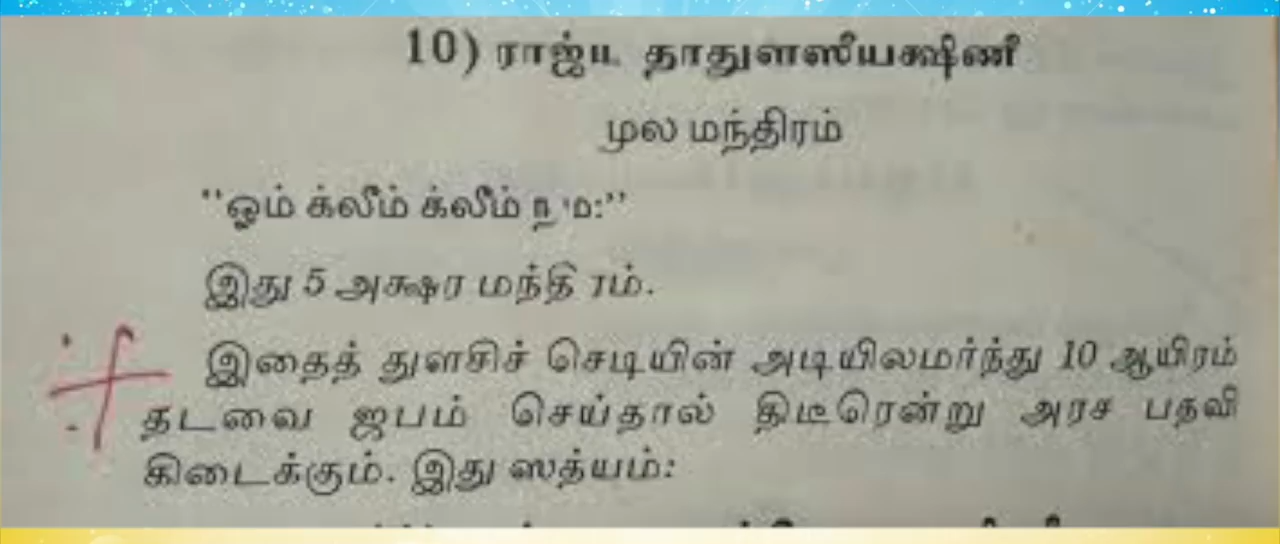 10) ராஜ்ய தாதுளஸீயக்ஷிணீ
முல மந்திரம்
"ஓம் க்லீம் க்லீம் நம:"
இது 5 அக்ஷர மந்திரம்.
இதைத் துளசிச் செடியின் அடியிலமர்ந்து 10 ஆயிரம்
தடவை ஜபம் செய்தால் திடீரென்று அரச பதவி
கிடைக்கும். இது ஸத்யம்: